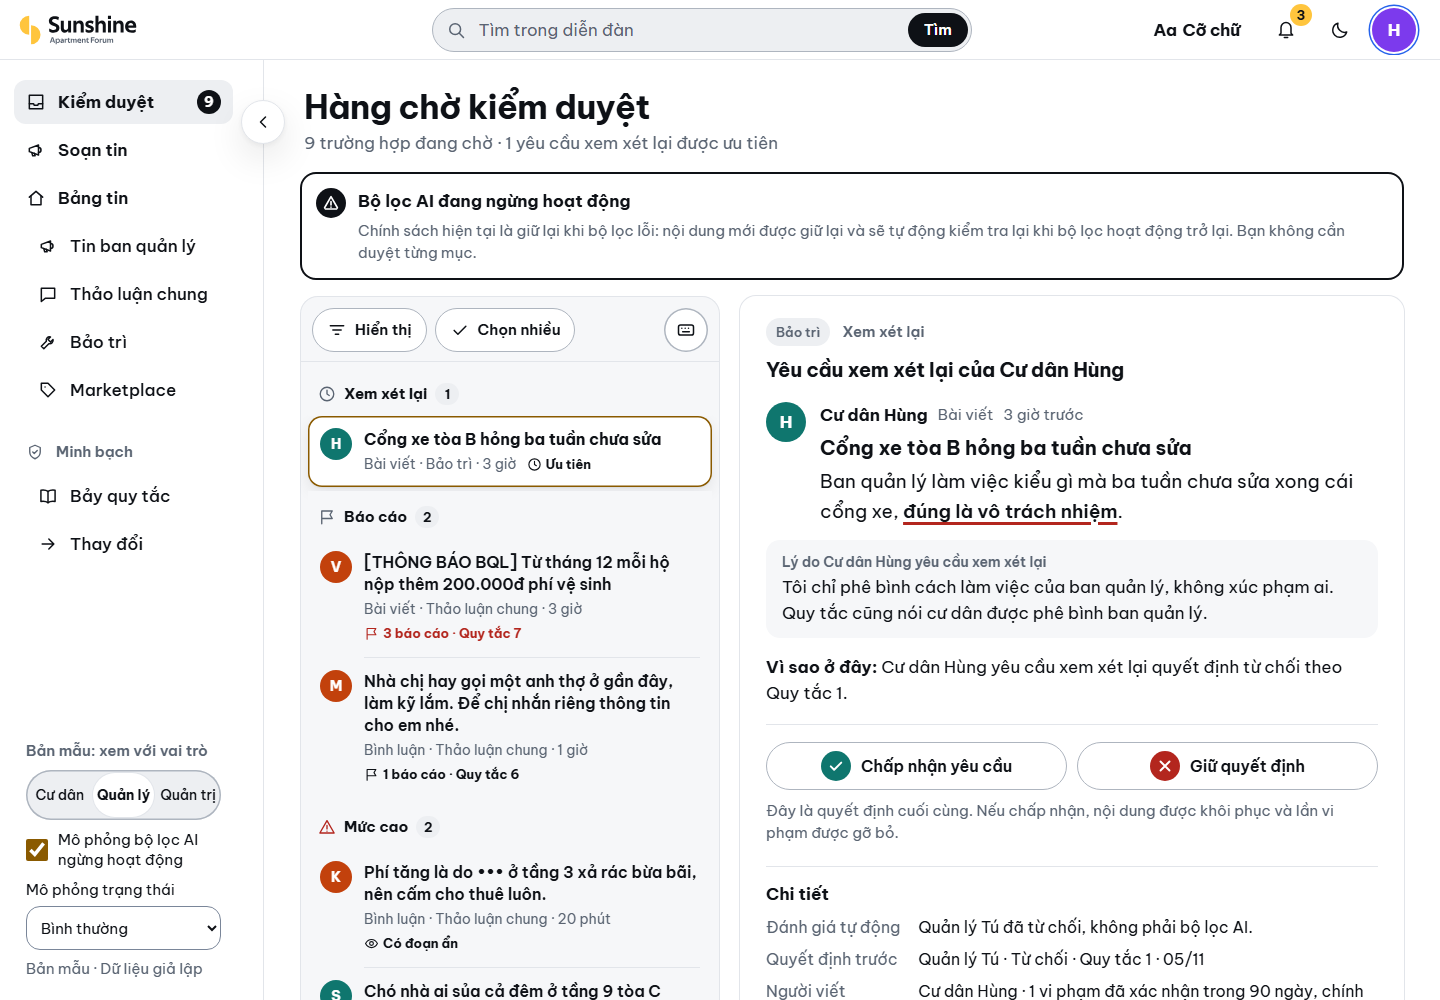 Sunshine
Apartment Forum
Tìm trong diễn đàn
Tìm
Aa Cỡ chữ
3
H
Kiểm duyệt
9
Soạn tin
Bảng tin
Tin ban quản lý
Thảo luận chung
Bảo trì
Marketplace
Minh bạch
Bảy quy tắc
Thay đổi
Bản mẫu: xem với vai trò
Cư dân
Quản lý
Quản trị
Mô phỏng bộ lọc AI
ngừng hoạt động
Mô phỏng trạng thái
Bình thường
Bản mẫu · Dữ liệu giả lập
Hàng chờ kiểm duyệt
9 trường hợp đang chờ · 1 yêu cầu xem xét lại được ưu tiên
Bộ lọc AI đang ngừng hoạt động
Chính sách hiện tại là giữ lại khi bộ lọc lỗi: nội dung mới được giữ lại và sẽ tự động kiểm tra lại khi bộ lọc hoạt động trở lại. Bạn không cần
duyệt từng mục.
Hiển thị
Chọn nhiều
Xem xét lại
1
H
Cổng xe tòa B hỏng ba tuần chưa sửa
Bài viết · Bảo trì · 3 giờ
Ưu tiên
Báo cáo
2
V
[THÔNG BÁO BQL] Từ tháng 12 mỗi hộ
nộp thêm 200.000đ phí vệ sinh
Bài viết · Thảo luận chung · 3 giờ
3 báo cáo · Quy tắc 7
M
Nhà chị hay gọi một anh thợ ở gần đây,
làm kỹ lắm. Để chị nhắn riêng thông tin
cho em nhé.
Bình luận · Thảo luận chung · 1 giờ
1 báo cáo · Quy tắc 6
Mức cao
2
K
Phí tăng là do ••• ở tầng 3 xả rác bừa bãi,
nên cấm cho thuê luôn.
Bình luận · Thảo luận chung · 20 phút
Có đoạn ẩn
S
Chó nhà ai sủa cả đêm ở tầng 9 tòa C
Bảo trì
Xem xét lại
Yêu cầu xem xét lại của Cư dân Hùng
H
Cư dân Hùng
Bài viết
3 giờ trước
Cổng xe tòa B hỏng ba tuần chưa sửa
Ban quản lý làm việc kiểu gì mà ba tuần chưa sửa xong cái
cổng xe, đúng là vô trách nhiệm.
Lý do Cư dân Hùng yêu cầu xem xét lại
Tôi chỉ phê bình cách làm việc của ban quản lý, không xúc phạm ai.
Quy tắc cũng nói cư dân được phê bình ban quản lý.
Vì sao ở đây: Cư dân Hùng yêu cầu xem xét lại quyết định từ chối theo
Quy tắc 1.
Chấp nhận yêu cầu
Giữ quyết định
Đây là quyết định cuối cùng. Nếu chấp nhận, nội dung được khôi phục và lần vi
phạm được gỡ bỏ.
Chi tiết
Đánh giá tự động
Quản lý Tú đã từ chối, không phải bộ lọc AI.
Quyết định trước
Quản lý Tú · Từ chối · Quy tắc 1 · 05/11
Người viết
Cư dân Hùng · 1 vi phạm đã xác nhận trong 90 ngày, chính